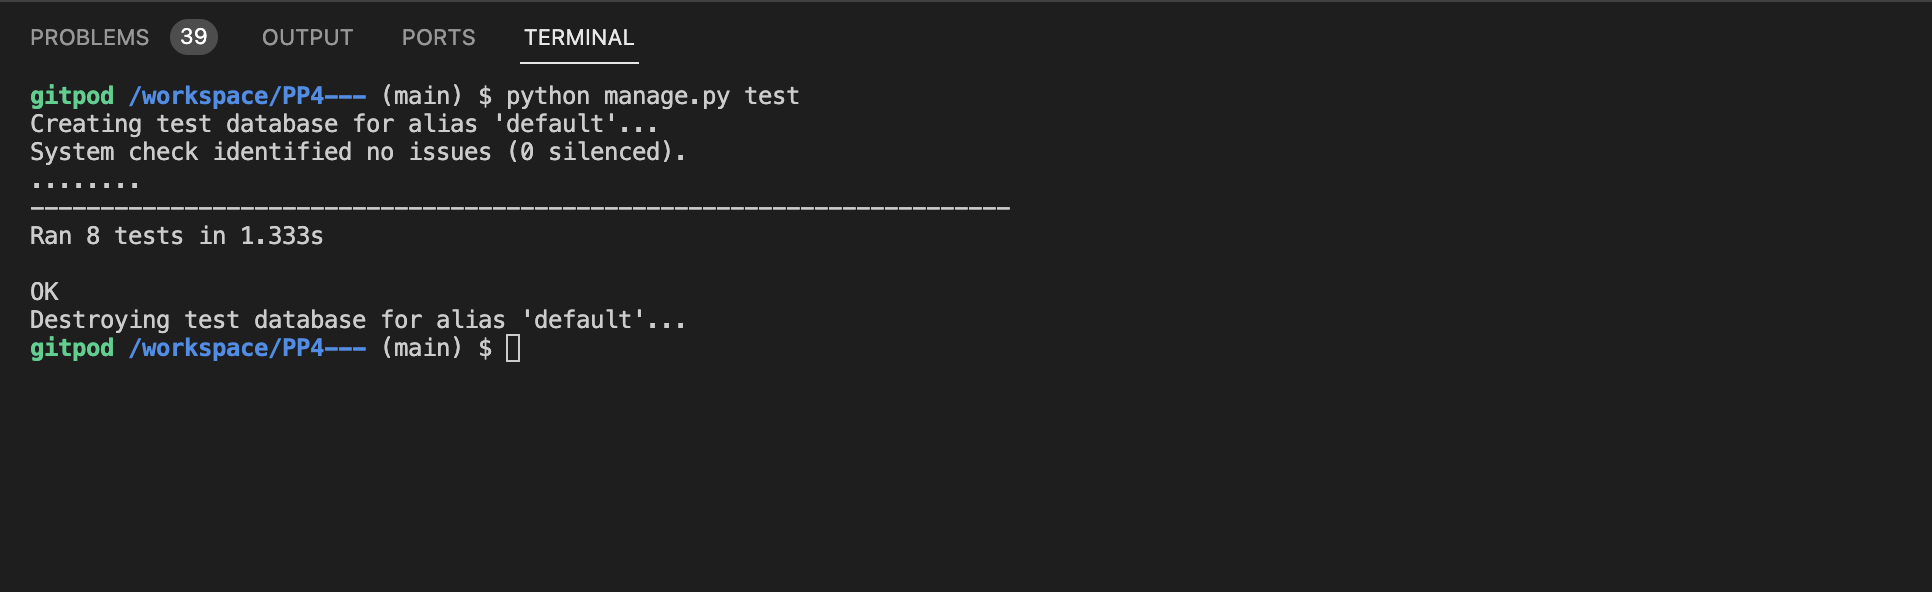 PROBLEMS 39 OUTPUT PORTS TERMINAL
gitpod /workspace/PP4--- (main) $ python manage.py test
Creating test database for alias 'default'...
System check identified no issues (0 silenced).
........
----------------------------------------------------------------------
Ran 8 tests in 1.333s
OK
Destroying test database for alias 'default'...
gitpod /workspace/PP4--- (main) $